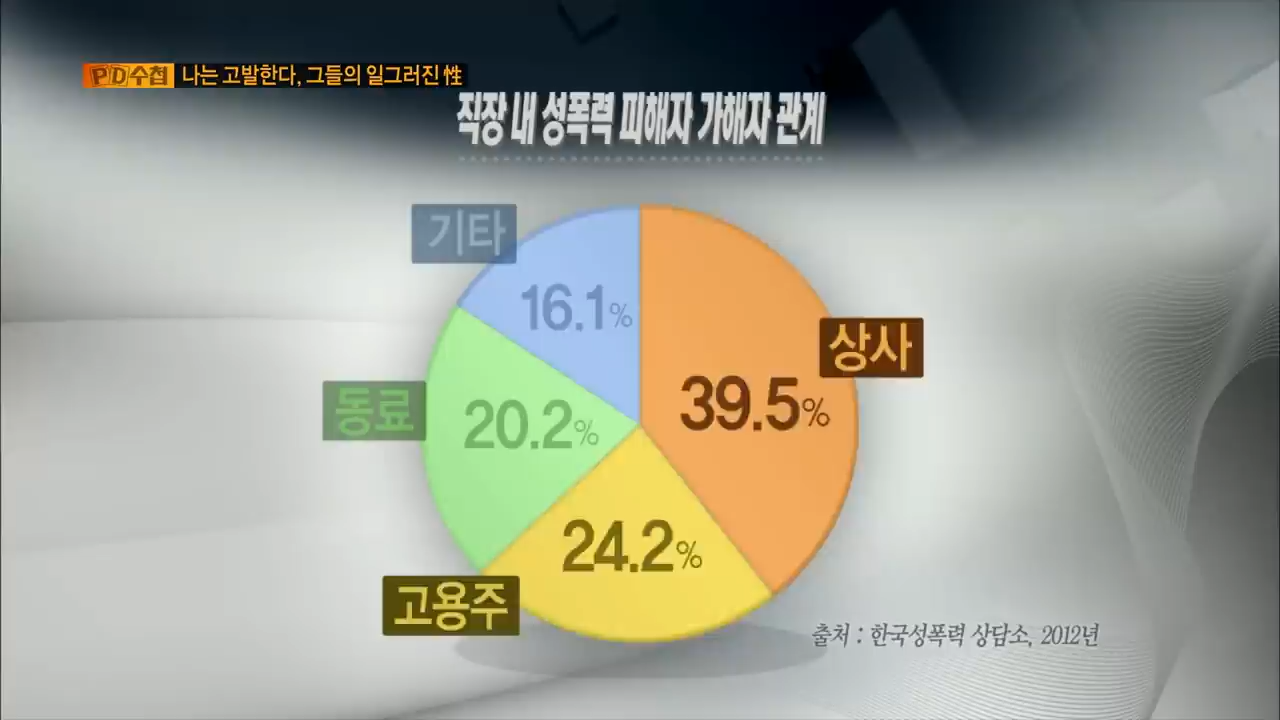 PD수첩 나는 고발한다, 그들의 일그러진 性
직장 내 성폭력 피해자 가해자 관계
기타
16.1%
상사
39.5%
동료
20.2%
24.2%
고용주
출처 : 한국성폭력 상담소, 2012년